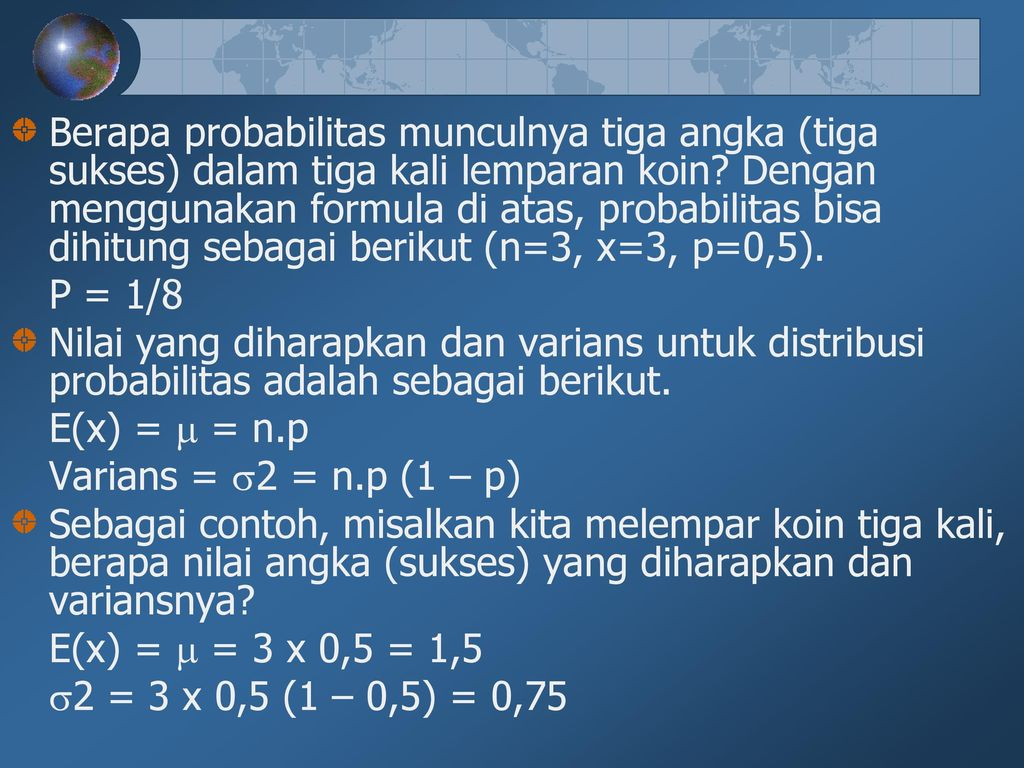 Berapa probabilitas munculnya tiga angka (tiga
sukses) dalam tiga kali lemparan koin? Dengan
menggunakan formula di atas, probabilitas bisa
dihitung sebagai berikut (n=3, x=3, p=0,5).
P = 1/8
Nilai yang diharapkan dan varians untuk distribusi
probabilitas adalah sebagai berikut.
E(x) = μ = n.p
Varians = σ2 = n.p (1 – p)
Sebagai contoh, misalkan kita melempar koin tiga kali,
berapa nilai angka (sukses) yang diharapkan dan
variansnya?
E(x) = μ = 3 x 0,5 = 1,5
σ2 = 3 x 0,5 (1 – 0,5) = 0,75